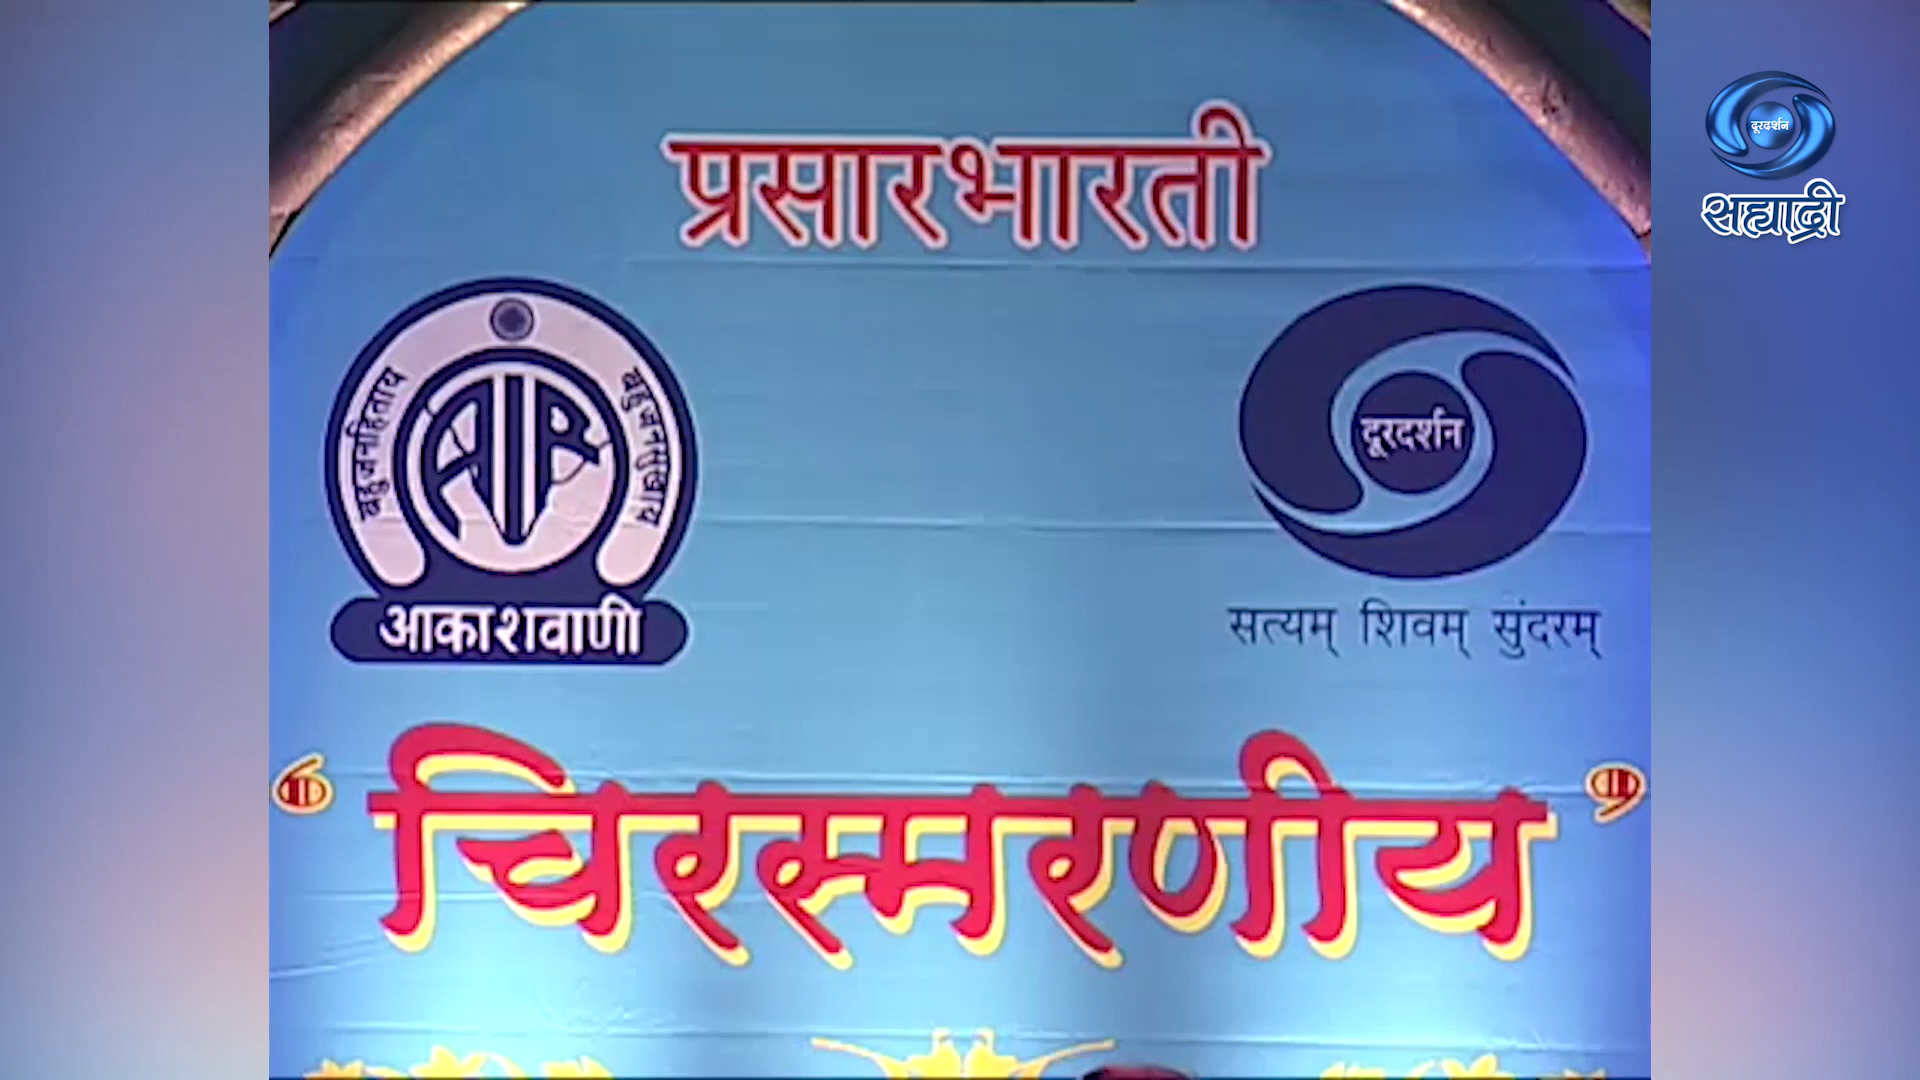 प्रसारभारती
दूरदर्शन
सह्याद्री
बहुजनहिताय
बहुजनसुखाय
AIR
आकाशवाणी
दूरदर्शन
सत्यम् शिवम् सुंदरम्
“चिरस्मरणीय”